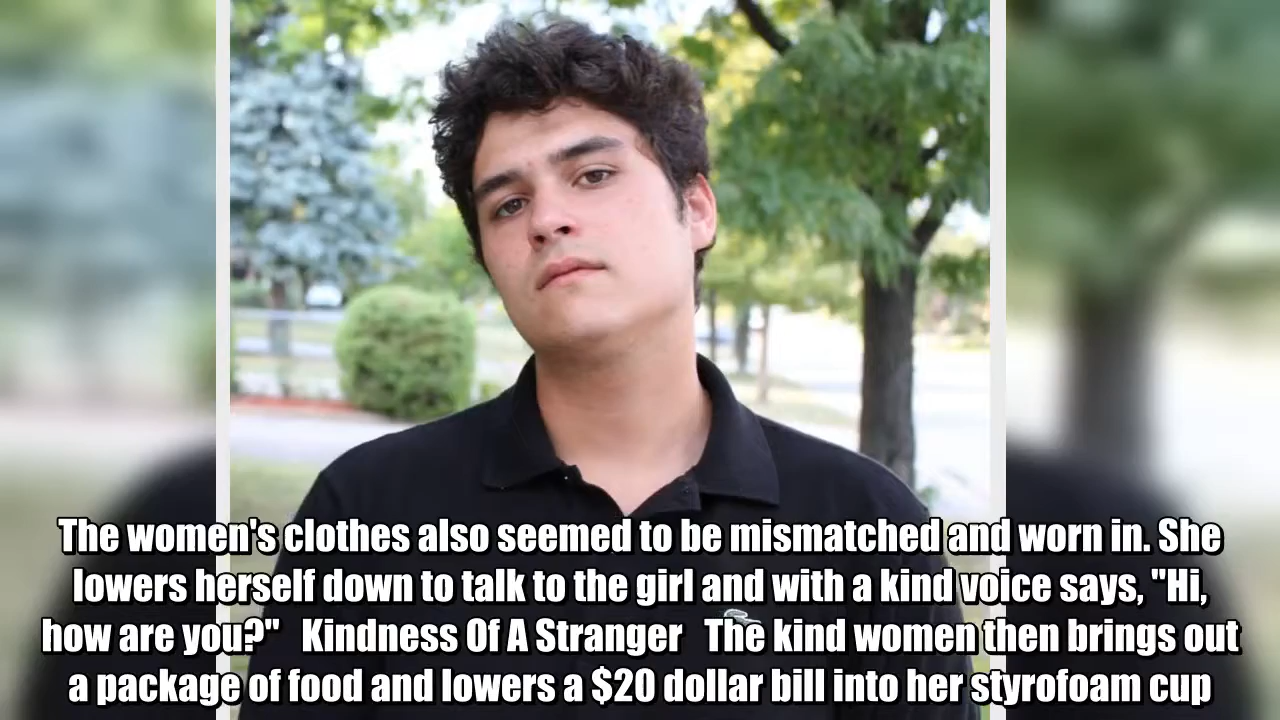 The women's clothes also seemed to be mismatched and worn in. She
lowers herself down to talk to the girl and with a kind voice says, "Hi,
how are you?"   Kindness Of A Stranger   The kind women then brings out
a package of food and lowers a $20 dollar bill into her styrofoam cup